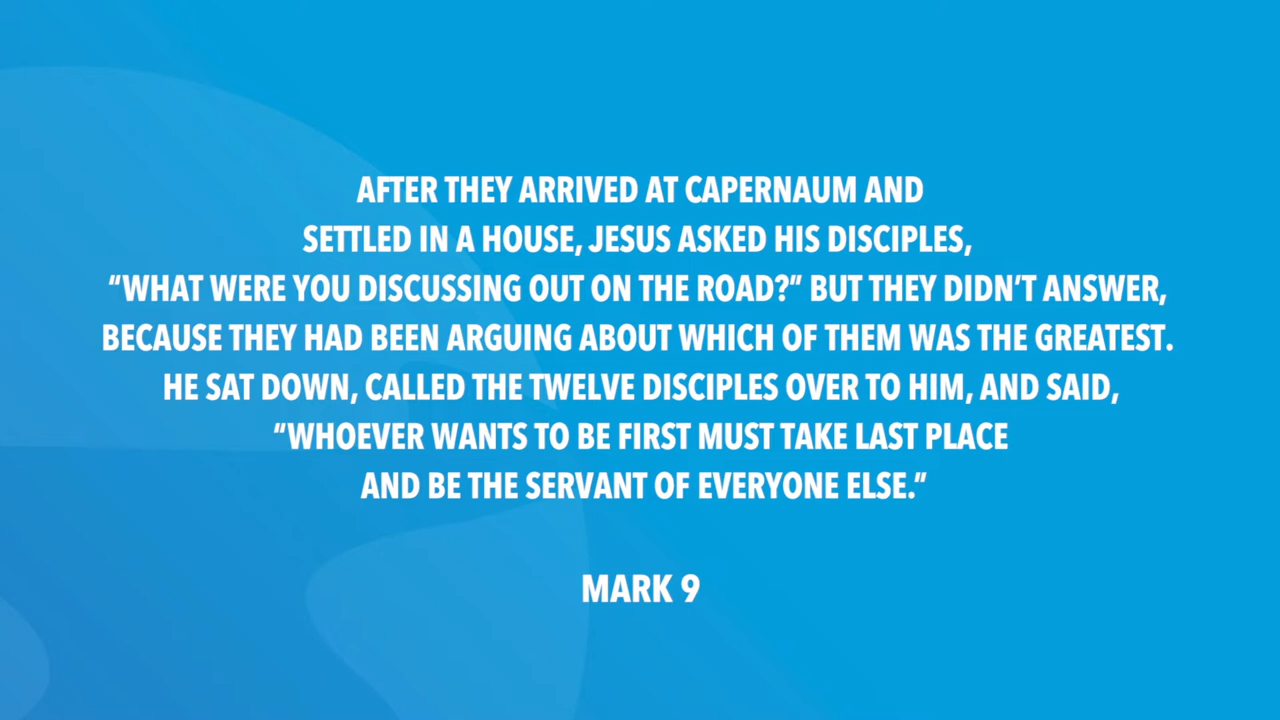 AFTER THEY ARRIVED AT CAPERNAUM AND
SETTLED IN A HOUSE, JESUS ASKED HIS DISCIPLES,
“WHAT WERE YOU DISCUSSING OUT ON THE ROAD?” BUT THEY DIDN’T ANSWER,
BECAUSE THEY HAD BEEN ARGUING ABOUT WHICH OF THEM WAS THE GREATEST.
HE SAT DOWN, CALLED THE TWELVE DISCIPLES OVER TO HIM, AND SAID,
“WHOEVER WANTS TO BE FIRST MUST TAKE LAST PLACE
AND BE THE SERVANT OF EVERYONE ELSE.”
MARK 9